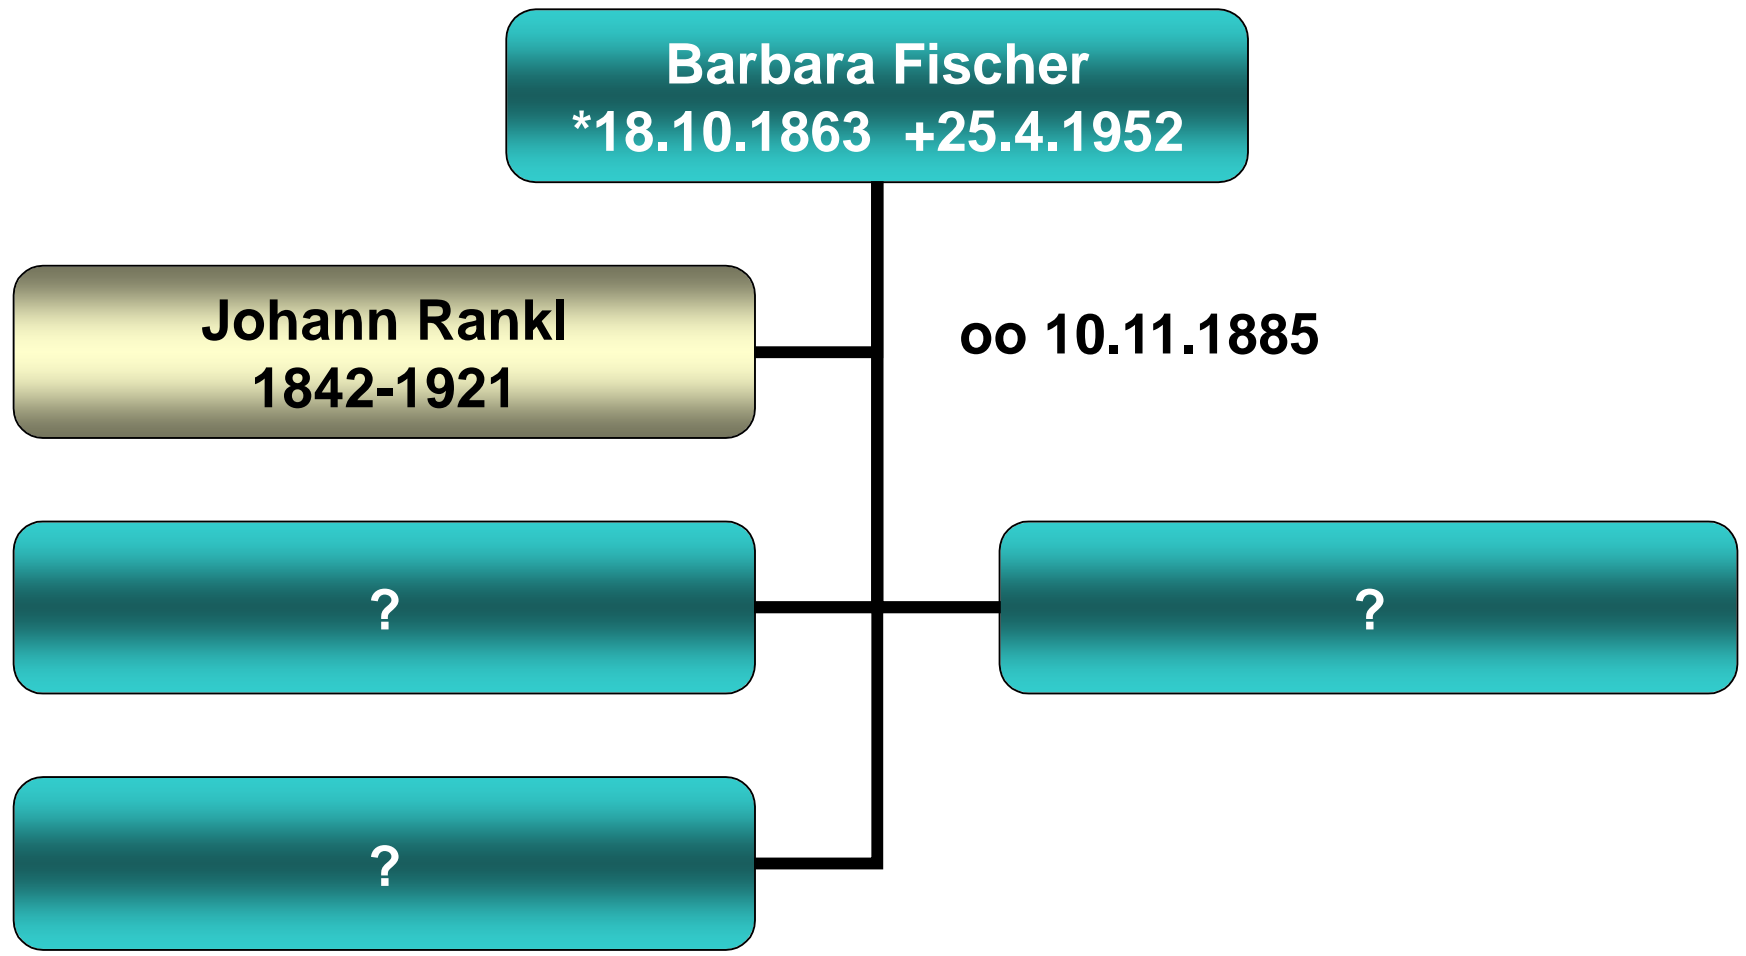 Barbara Fischer
*18.10.1863 +25.4.1952
Johann Rankl
1842-1921
oo 10.11.1885
?
?
?